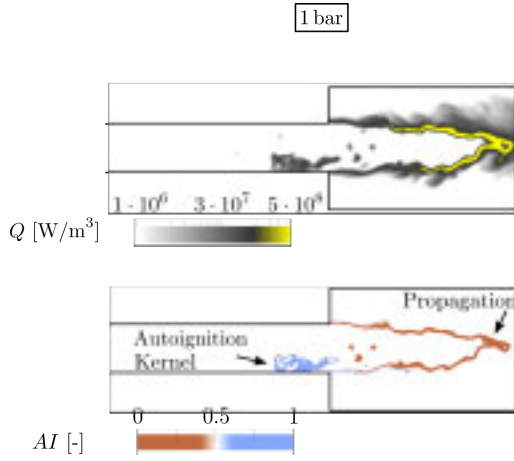 1 bar
1 · 10⁶ 3 · 10⁷ 5 · 10⁸
Q [W/m³]
Propagation
Autoignition
Kernel
0 0.5 1
AI [-]